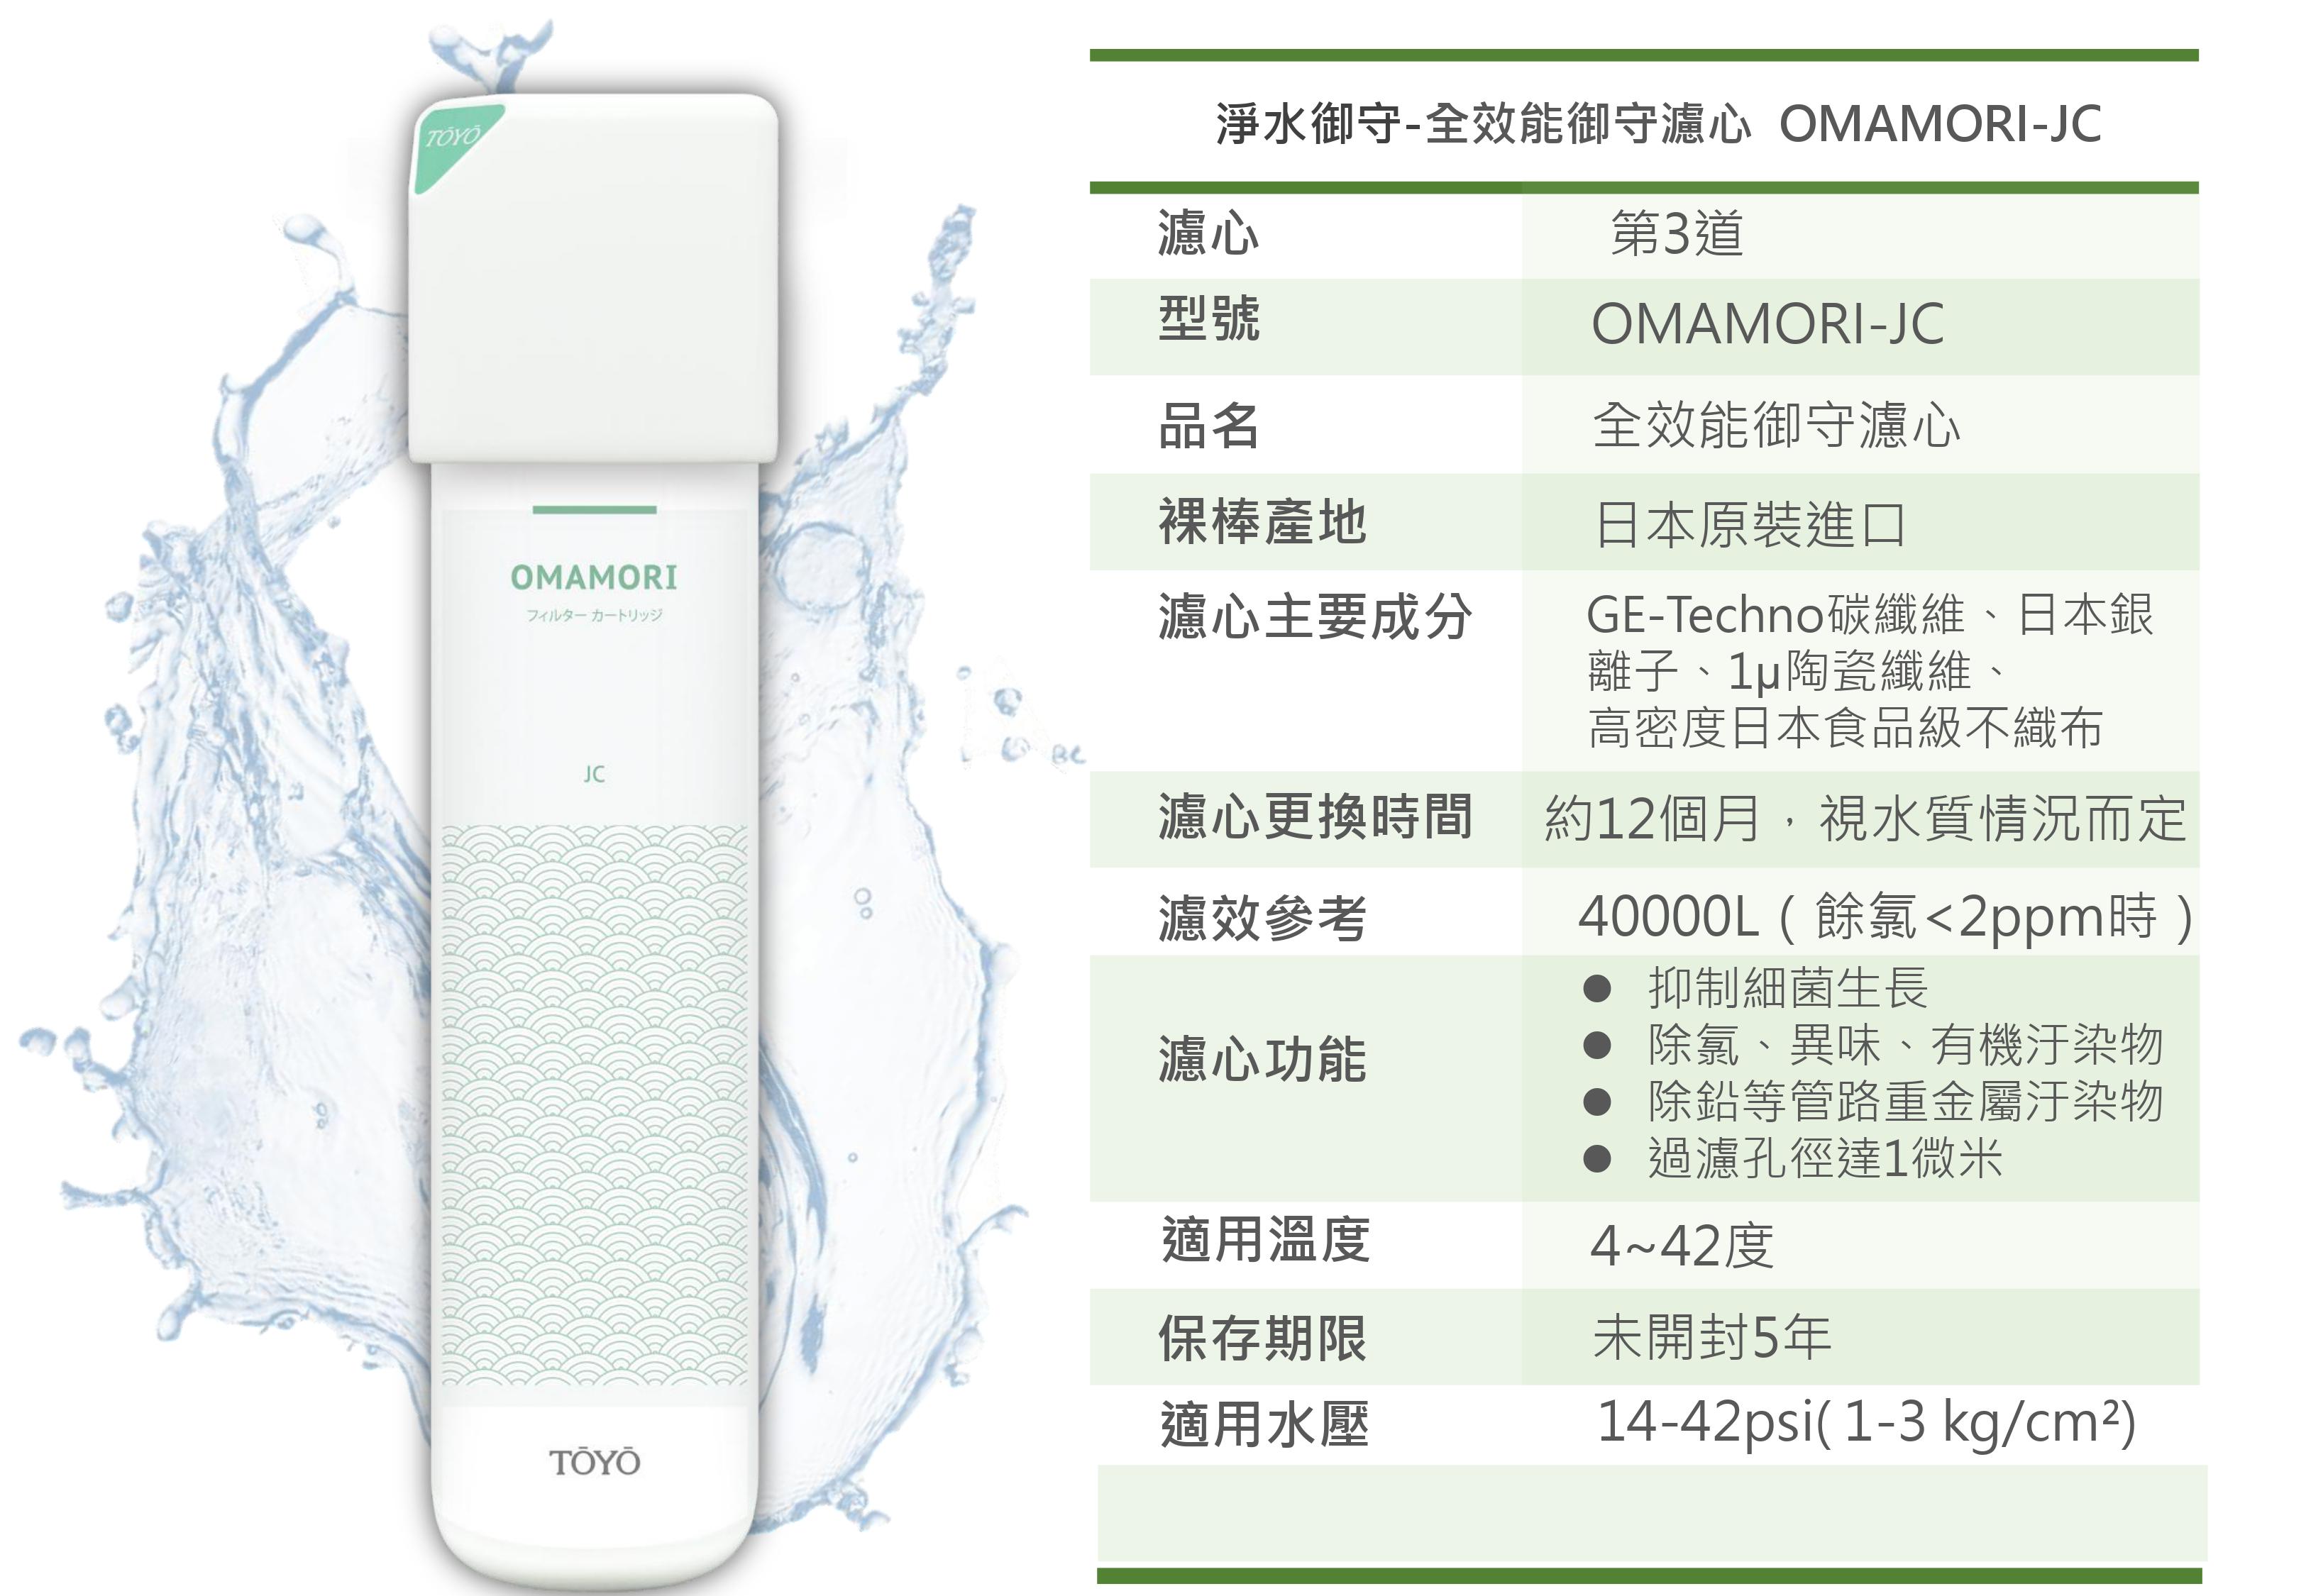 TŌYŌ
OMAMORI
フィルター カートリッジ
JC
TŌYŌ
淨水御守-全效能御守濾心 OMAMORI-JC
濾心 第3道
型號 OMAMORI-JC
品名 全效能御守濾心
裸棒產地 日本原裝進口
濾心主要成分 GE-Techno碳纖維、日本銀
離子、1μ陶瓷纖維、
高密度日本食品級不織布
濾心更換時間 約12個月，視水質情況而定
濾效參考 40000L（餘氯<2ppm時）
濾心功能
● 抑制細菌生長
● 除氯、異味、有機汙染物
● 除鉛等管路重金屬汙染物
● 過濾孔徑達1微米
適用溫度 4~42度
保存期限 未開封5年
適用水壓 14-42psi( 1-3 kg/cm²)